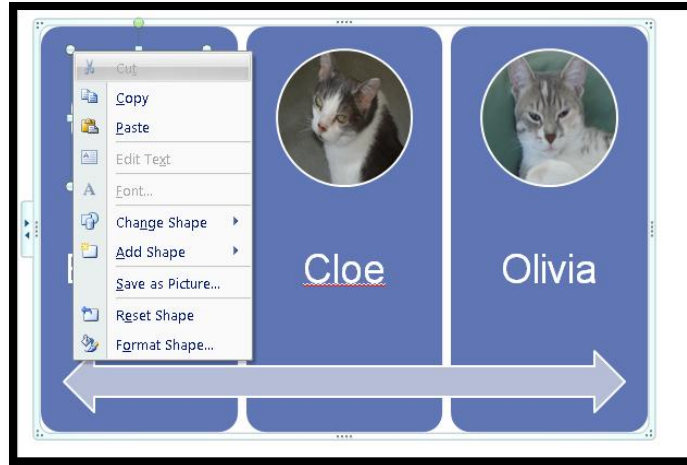 Cut
Copy
Paste
Edit Text
Font...
Change Shape
Add Shape
Save as Picture...
Reset Shape
Format Shape...
Cloe
Olivia